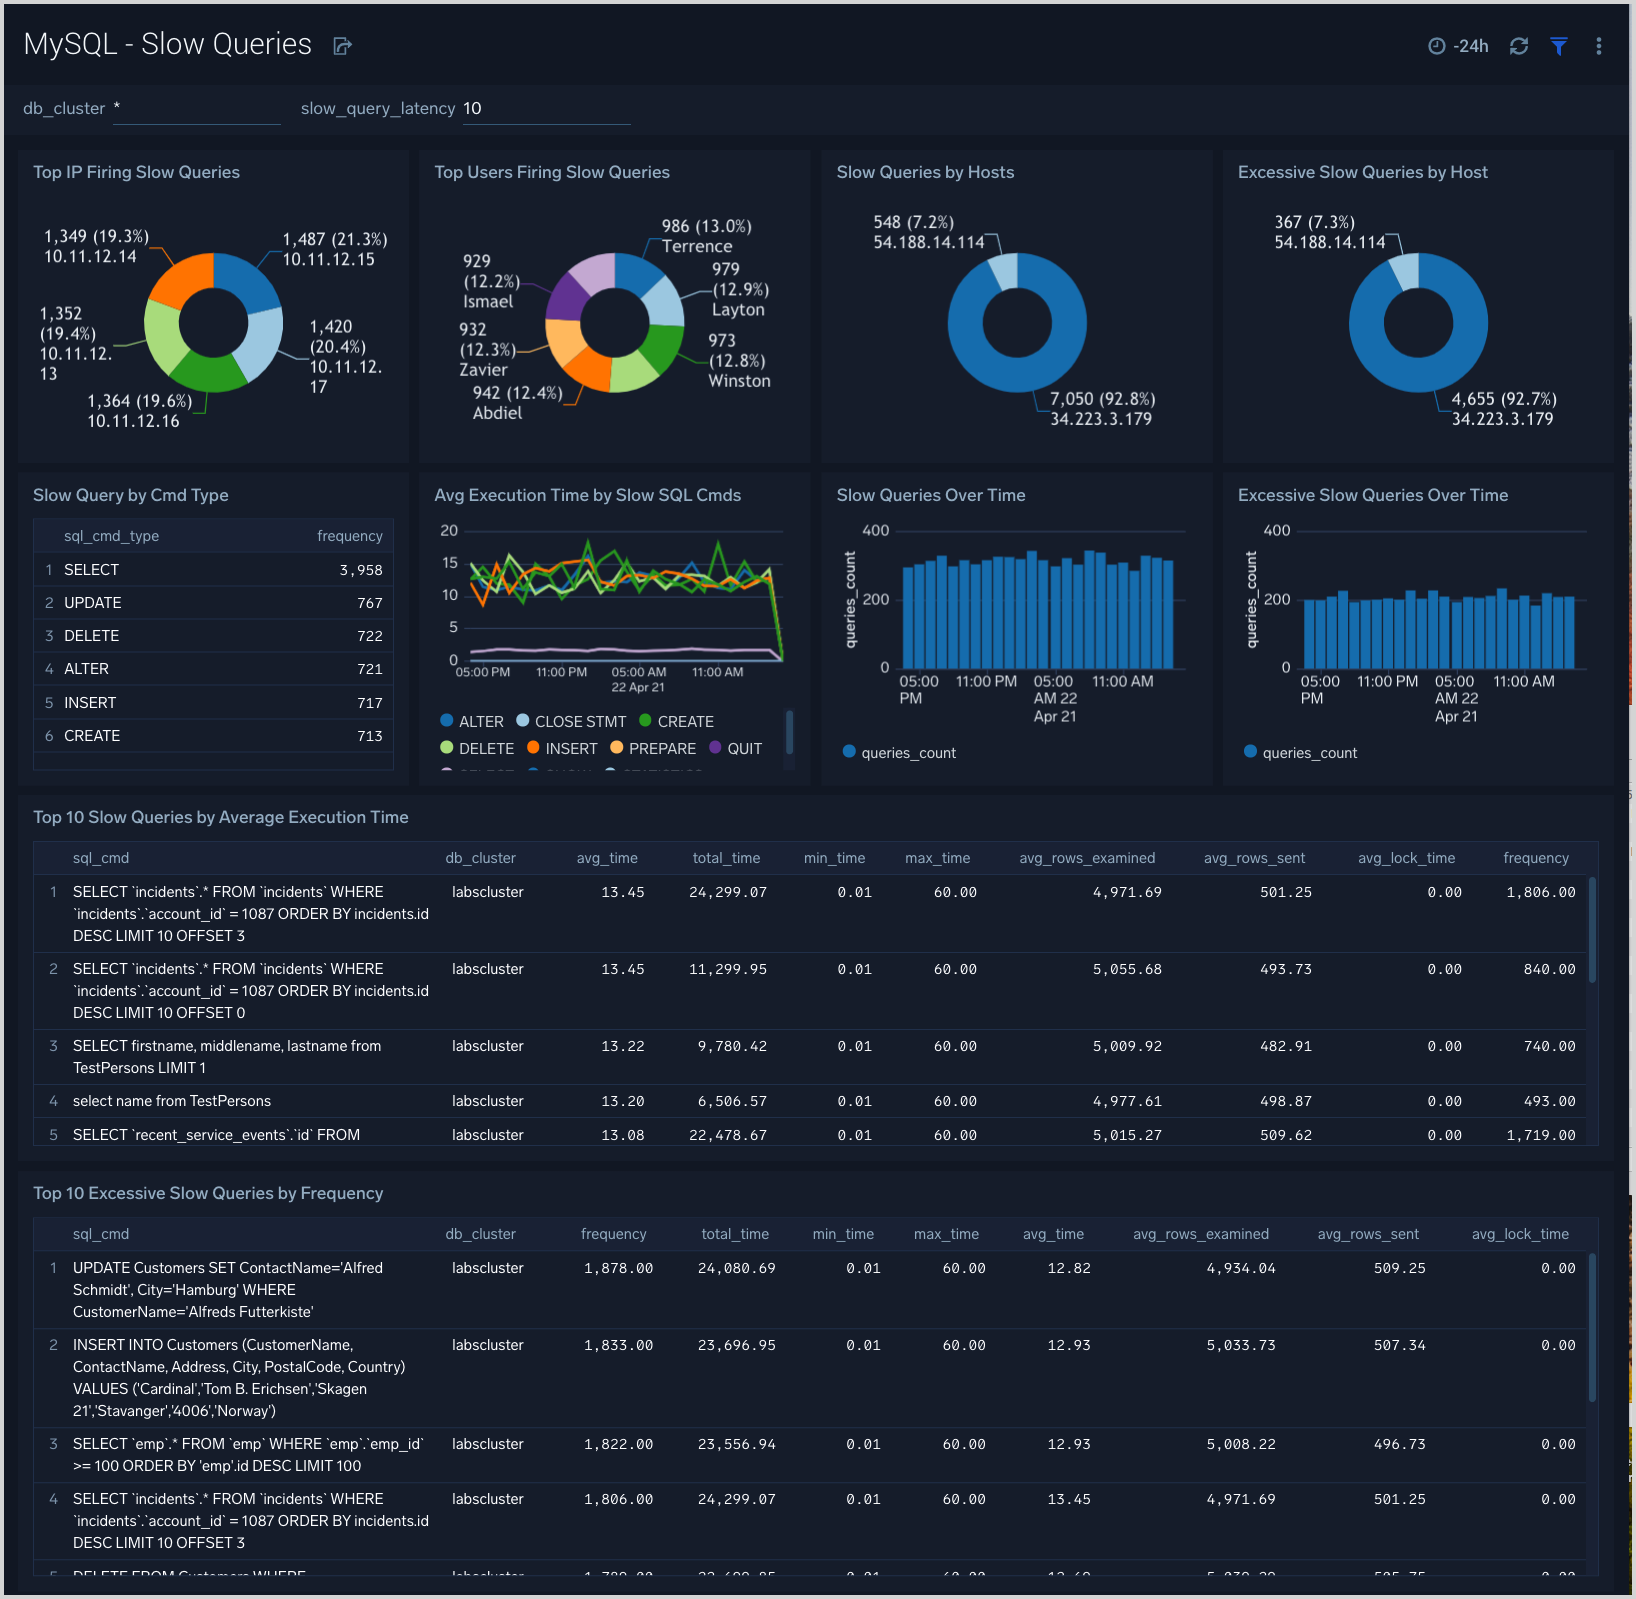 MySQL - Slow Queries
-24h
db_cluster *
slow_query_latency 10
Top IP Firing Slow Queries
1,349 (19.3%)
10.11.12.14
1,487 (21.3%)
10.11.12.15
1,352
(19.4%)
10.11.12.
13
1,420
(20.4%)
10.11.12.
17
1,364 (19.6%)
10.11.12.16
Top Users Firing Slow Queries
986 (13.0%)
Terrence
929
(12.2%)
Ismael
979
(12.9%)
Layton
932
(12.3%)
Zavier
973
(12.8%)
Winston
942 (12.4%)
Abdiel
Slow Queries by Hosts
548 (7.2%)
54.188.14.114
7,050 (92.8%)
34.223.3.179
Excessive Slow Queries by Host
367 (7.3%)
54.188.14.114
4,655 (92.7%)
34.223.3.179
Slow Query by Cmd Type
sql_cmd_type frequency
1 SELECT 3,958
2 UPDATE 767
3 DELETE 722
4 ALTER 721
5 INSERT 717
6 CREATE 713
Avg Execution Time by Slow SQL Cmds
20
15
10
5
0
05:00 PM 11:00 PM 05:00 AM 11:00 AM
22 Apr 21
ALTER CLOSE STMT CREATE
DELETE INSERT PREPARE QUIT
Slow Queries Over Time
queries_count
400
200
0
05:00 11:00 PM 05:00 11:00 AM
PM AM 22
Apr 21
queries_count
Excessive Slow Queries Over Time
queries_count
400
200
0
05:00 11:00 PM 05:00 11:00 AM
PM AM 22
Apr 21
queries_count
Top 10 Slow Queries by Average Execution Time
sql_cmd db_cluster avg_time total_time min_time max_time avg_rows_examined avg_rows_sent avg_lock_time frequency
1 SELECT `incidents`.* FROM `incidents` WHERE labscluster 13.45 24,299.07 0.01 60.00 4,971.69 501.25 0.00 1,806.00
`incidents`.`account_id` = 1087 ORDER BY incidents.id
DESC LIMIT 10 OFFSET 3
2 SELECT `incidents`.* FROM `incidents` WHERE labscluster 13.45 11,299.95 0.01 60.00 5,055.68 493.73 0.00 840.00
`incidents`.`account_id` = 1087 ORDER BY incidents.id
DESC LIMIT 10 OFFSET 0
3 SELECT firstname, middlename, lastname from labscluster 13.22 9,780.42 0.01 60.00 5,009.92 482.91 0.00 740.00
TestPersons LIMIT 1
4 select name from TestPersons labscluster 13.20 6,506.57 0.01 60.00 4,977.61 498.87 0.00 493.00
5 SELECT `recent_service_events`.`id` FROM labscluster 13.08 22,478.67 0.01 60.00 5,015.27 509.62 0.00 1,719.00
Top 10 Excessive Slow Queries by Frequency
sql_cmd db_cluster frequency total_time min_time max_time avg_time avg_rows_examined avg_rows_sent avg_lock_time
1 UPDATE Customers SET ContactName='Alfred labscluster 1,878.00 24,080.69 0.01 60.00 12.82 4,934.04 509.25 0.00
Schmidt', City='Hamburg' WHERE
CustomerName='Alfreds Futterkiste'
2 INSERT INTO Customers (CustomerName, labscluster 1,833.00 23,696.95 0.01 60.00 12.93 5,033.73 507.34 0.00
ContactName, Address, City, PostalCode, Country)
VALUES ('Cardinal','Tom B. Erichsen','Skagen
21','Stavanger','4006','Norway')
3 SELECT `emp`.* FROM `emp` WHERE `emp`.`emp_id` labscluster 1,822.00 23,556.94 0.01 60.00 12.93 5,008.22 496.73 0.00
>= 100 ORDER BY 'emp'.id DESC LIMIT 100
4 SELECT `incidents`.* FROM `incidents` WHERE labscluster 1,806.00 24,299.07 0.01 60.00 13.45 4,971.69 501.25 0.00
`incidents`.`account_id` = 1087 ORDER BY incidents.id
DESC LIMIT 10 OFFSET 3